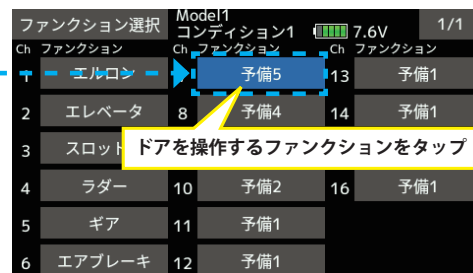 ファンクション選択 Model1 コンディション1 7.6V 1/1
Ch ファンクション Ch ファンクション Ch ファンクション
1 エルロン 予備5 13 予備1
2 エレベータ 8 予備4 14 予備1
3 スロット
ドアを操作するファンクションをタップ
4 ラダー 10 予備2 16 予備1
5 ギア 11 予備1
6 エアブレーキ 12 予備1